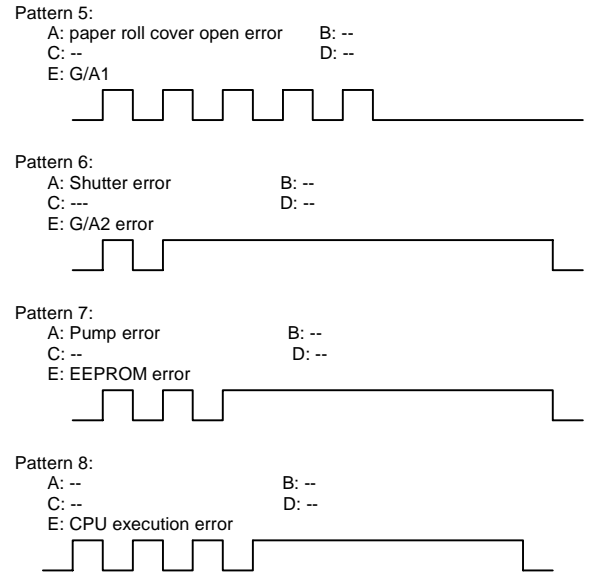 Pattern 5:
A: paper roll cover open error B: --
C: -- D: --
E: G/A1
Pattern 6:
A: Shutter error B: --
C: --- D: --
E: G/A2 error
Pattern 7:
A: Pump error B: --
C: -- D: --
E: EEPROM error
Pattern 8:
A: -- B: --
C: -- D: --
E: CPU execution error